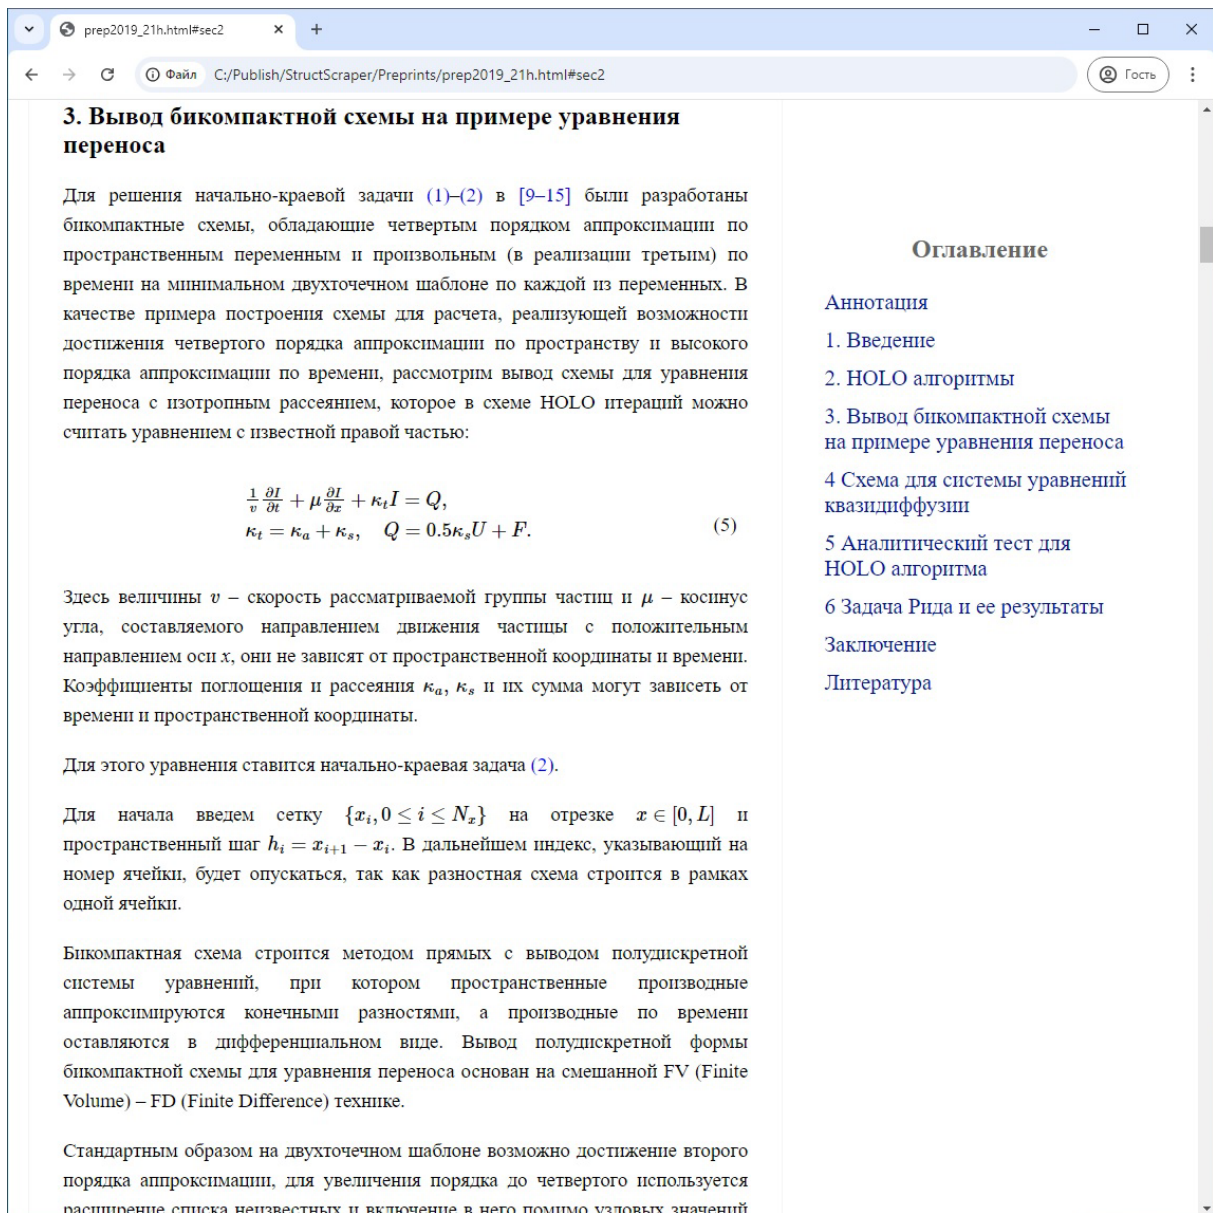 prep2019_21h.html#sec2
Файл C:/Publish/StructScraper/Preprints/prep2019_21h.html#sec2 Гость
3. Вывод бикомпактной схемы на примере уравнения
переноса
Для решения начально-краевой задачи (1)–(2) в [9–15] были разработаны
бикомпактные схемы, обладающие четвертым порядком аппроксимации по
пространственным переменным и произвольным (в реализации третьим) по
времени на минимальном двухточечном шаблоне по каждой из переменных. В
качестве примера построения схемы для расчета, реализующей возможности
достижения четвертого порядка аппроксимации по пространству и высокого
порядка аппроксимации по времени, рассмотрим вывод схемы для уравнения
переноса с изотропным рассеянием, которое в схеме HOLO итераций можно
считать уравнением с известной правой частью:
\frac{1}{v} \frac{∂I}{∂t} + μ \frac{∂I}{∂x} + κ_t I = Q,
κ_t = κ_a + κ_s, Q = 0.5κ_s U + F. (5)
Здесь величины v – скорость рассматриваемой группы частиц и μ – косинус
угла, составляемого направлением движения частицы с положительным
направлением оси x, они не зависят от пространственной координаты и времени.
Коэффициенты поглощения и рассеяния κ_a, κ_s и их сумма могут зависеть от
времени и пространственной координаты.
Для этого уравнения ставится начально-краевая задача (2).
Для начала введем сетку {x_i, 0 ≤ i ≤ N_x} на отрезке x ∈ [0, L] и
пространственный шаг h_i = x_{i+1} − x_i. В дальнейшем индекс, указывающий на
номер ячейки, будет опускаться, так как разностная схема строится в рамках
одной ячейки.
Бикомпактная схема строится методом прямых с выводом полудискретной
системы уравнений, при котором пространственные производные
аппроксимируются конечными разностями, а производные по времени
оставляются в дифференциальном виде. Вывод полудискретной формы
бикомпактной схемы для уравнения переноса основан на смешанной FV (Finite
Volume) – FD (Finite Difference) технике.
Стандартным образом на двухточечном шаблоне возможно достижение второго
порядка аппроксимации, для увеличения порядка до четвертого используется
расширение списка неизвестных и включение в него помимо узловых значений
Оглавление
Аннотация
1. Введение
2. HOLO алгоритмы
3. Вывод бикомпактной схемы
на примере уравнения переноса
4 Схема для системы уравнений
квазидиффузии
5 Аналитический тест для
HOLO алгоритма
6 Задача Рида и ее результаты
Заключение
Литература